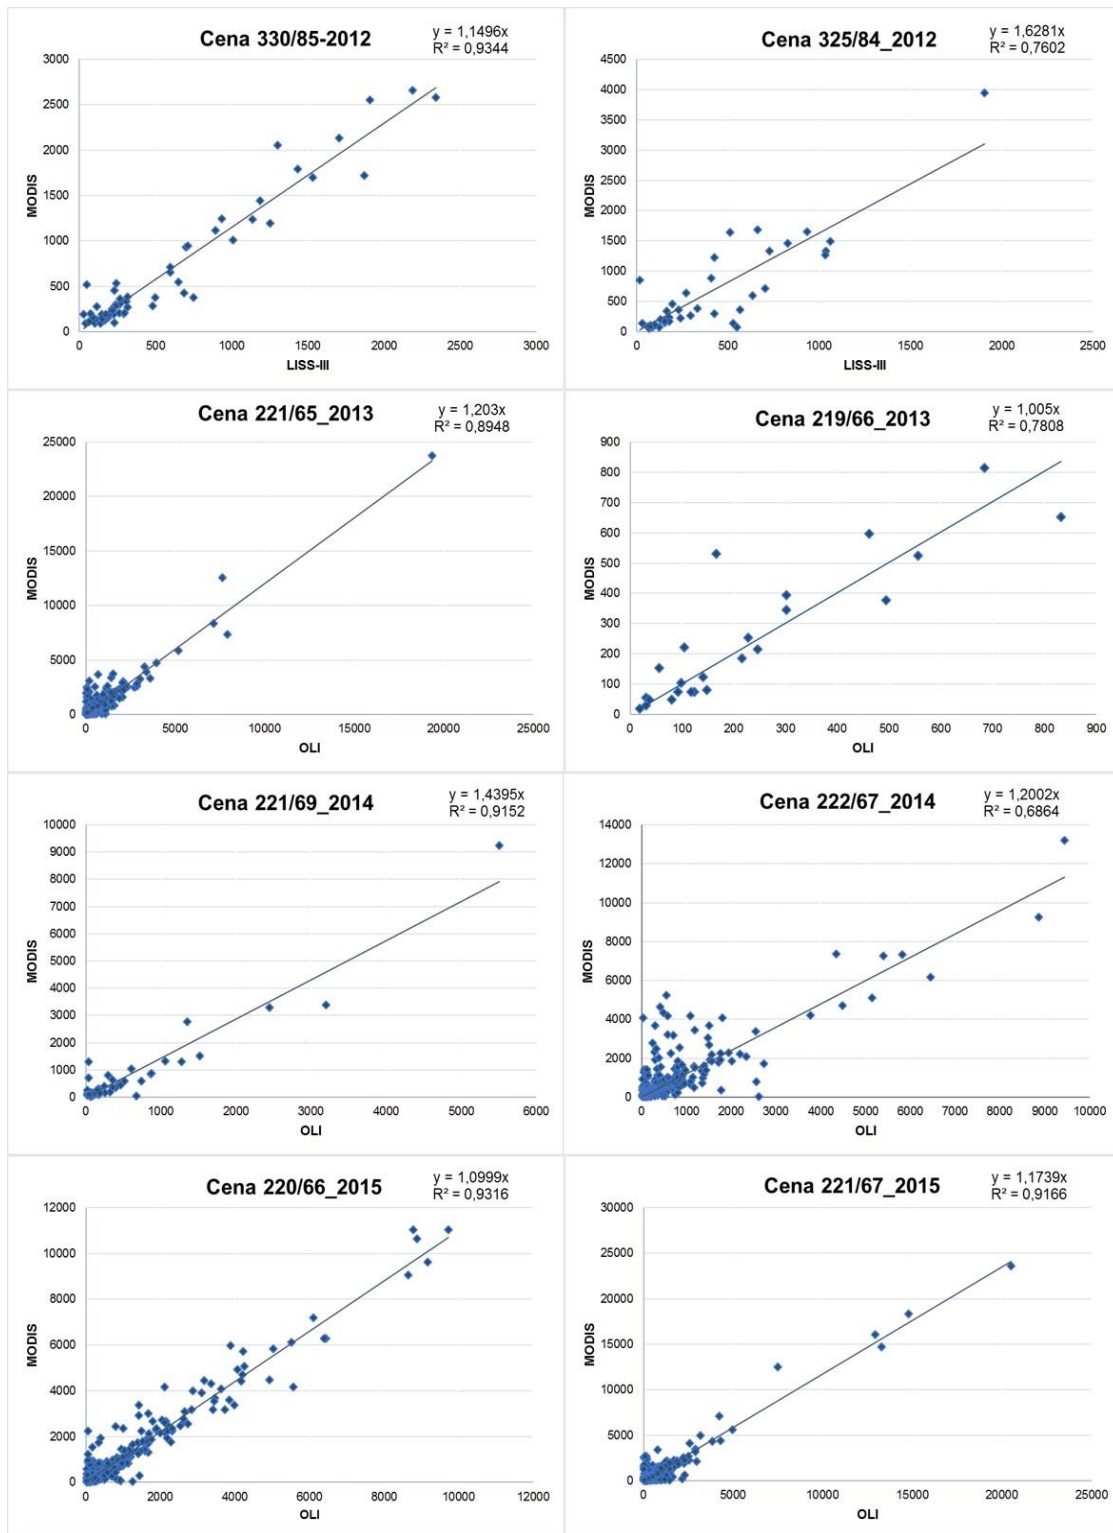 Cena 330/85-2012
y = 1,1496x
R² = 0,9344
3000
2500
2000
1500
1000
500
0
MODIS
0 500 1000 1500 2000 2500 3000
LISS-III
Cena 325/84_2012
y = 1,6281x
R² = 0,7602
4500
4000
3500
3000
2500
2000
1500
1000
500
0
MODIS
0 500 1000 1500 2000 2500
LISS-III
Cena 221/65_2013
y = 1,203x
R² = 0,8948
25000
20000
15000
10000
5000
0
MODIS
0 5000 10000 15000 20000 25000
OLI
Cena 219/66_2013
y = 1,005x
R² = 0,7808
900
800
700
600
500
400
300
200
100
0
MODIS
0 100 200 300 400 500 600 700 800 900
OLI
Cena 221/69_2014
y = 1,4395x
R² = 0,9152
10000
9000
8000
7000
6000
5000
4000
3000
2000
1000
0
MODIS
0 1000 2000 3000 4000 5000 6000
OLI
Cena 222/67_2014
y = 1,2002x
R² = 0,6864
14000
12000
10000
8000
6000
4000
2000
0
MODIS
0 1000 2000 3000 4000 5000 6000 7000 8000 9000 10000
OLI
Cena 220/66_2015
y = 1,0999x
R² = 0,9316
12000
10000
8000
6000
4000
2000
0
MODIS
0 2000 4000 6000 8000 10000 12000
OLI
Cena 221/67_2015
y = 1,1739x
R² = 0,9166
30000
25000
20000
15000
10000
5000
0
MODIS
0 5000 10000 15000 20000 25000
OLI